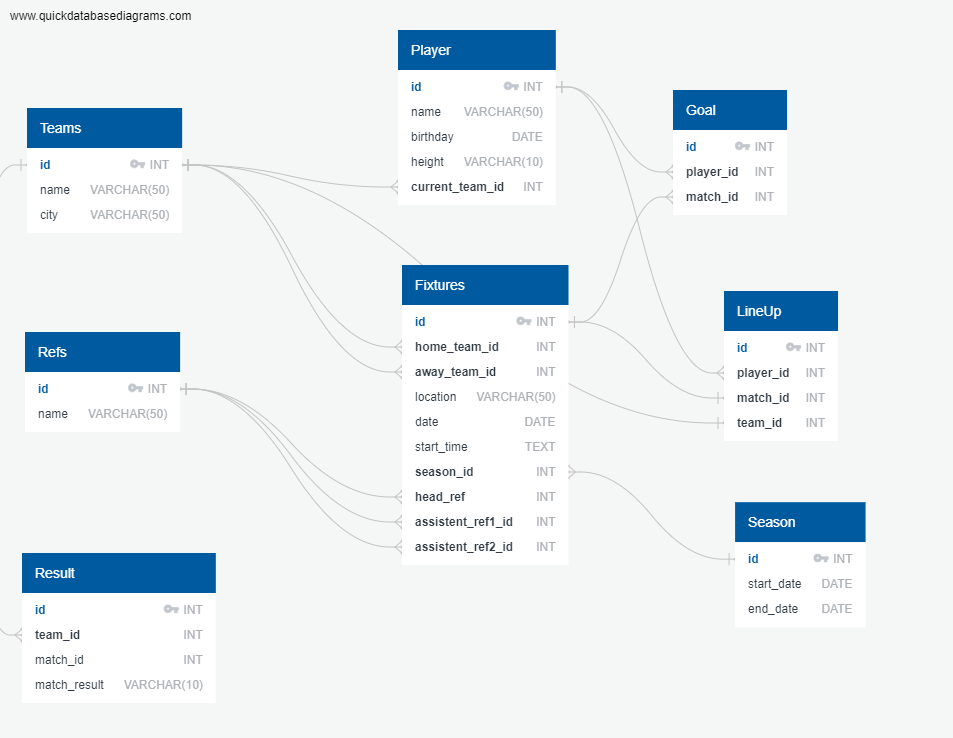 www.quickdatabasediagrams.com
Player
id INT
name VARCHAR(50)
birthday DATE
height VARCHAR(10)
current_team_id INT
Goal
id INT
player_id INT
match_id INT
Teams
id INT
name VARCHAR(50)
city VARCHAR(50)
Fixtures
id INT
home_team_id INT
away_team_id INT
location VARCHAR(50)
date DATE
start_time TEXT
season_id INT
head_ref INT
assistent_ref1_id INT
assistent_ref2_id INT
LineUp
id INT
player_id INT
match_id INT
team_id INT
Refs
id INT
name VARCHAR(50)
Season
id INT
start_date DATE
end_date DATE
Result
id INT
team_id INT
match_id INT
match_result VARCHAR(10)